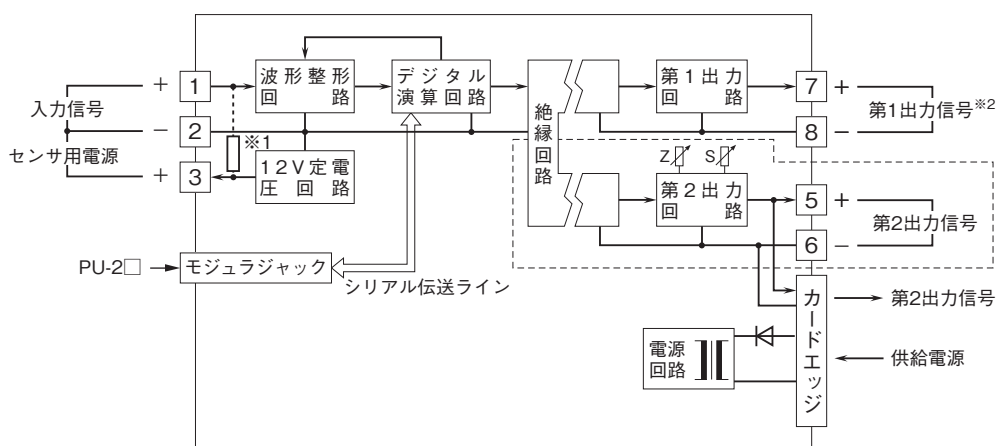 +
1
入力信号
−
2
センサ用電源
+
3
※1
波形整形
回路
デジタル
演算回路
12V定電
圧回路
絶縁回路
第1出力
回路
7
+
第1出力信号※2
8
−
Z
S
第2出力
回路
5
+
第2出力信号
6
−
PU-2□
モジュラジャック
シリアル伝送ライン
電源
回路
カードエッジ
第2出力信号
供給電源